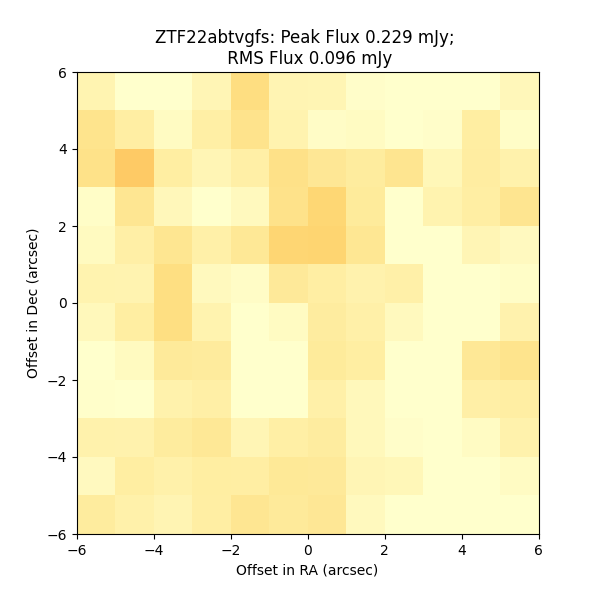 ZTF22abtvgfs: Peak Flux 0.229 mJy;
RMS Flux 0.096 mJy
6
4
2
0
−2
−4
−6
Offset in Dec (arcsec)
−6 −4 −2 0 2 4 6
Offset in RA (arcsec)